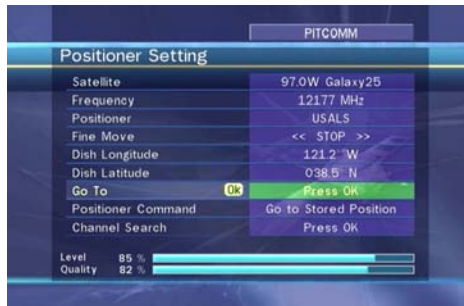 PITCOMM
Positioner Setting
Satellite 97.0W Galaxy25
Frequency 12177 MHz
Positioner USALS
Fine Move << STOP >>
Dish Longitude 121.2° W
Dish Latitude 038.5° N
Go To Ok Press OK
Positioner Command Go to Stored Position
Channel Search Press OK
Level 85 %
Quality 82 %